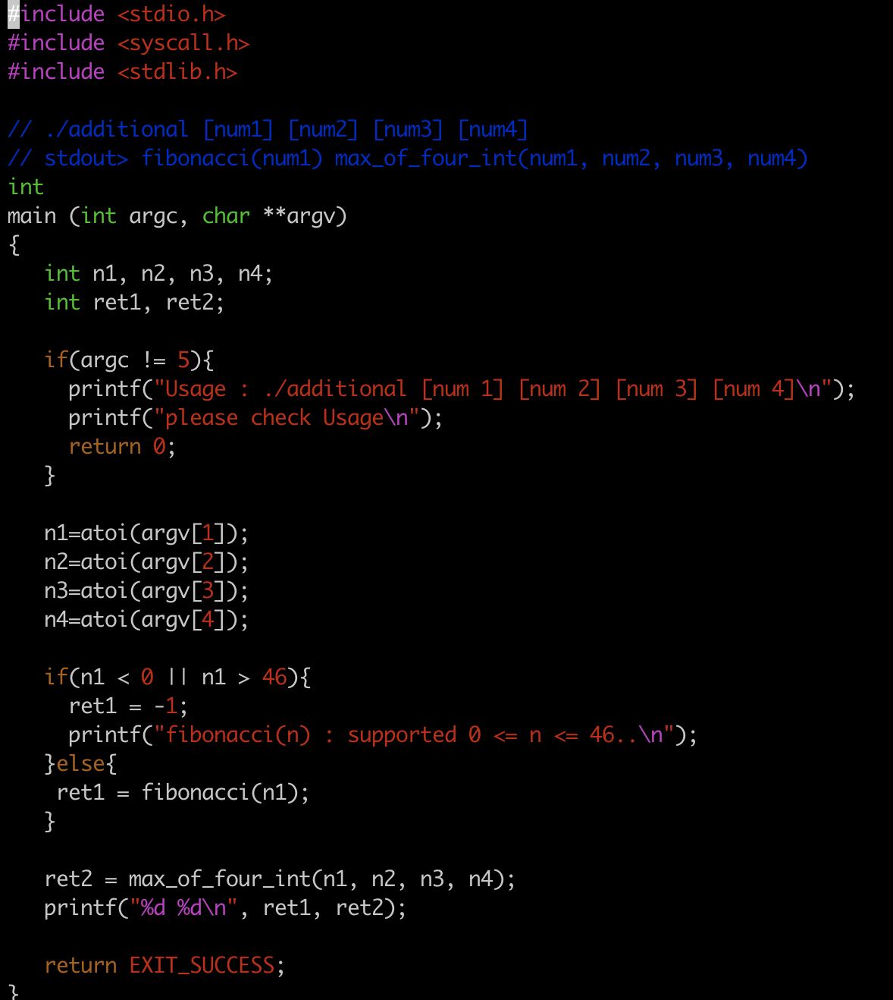 #include <stdio.h>
#include <syscall.h>
#include <stdlib.h>

// ./additional [num1] [num2] [num3] [num4]
// stdout> fibonacci(num1) max_of_four_int(num1, num2, num3, num4)
int
main (int argc, char **argv)
{
   int n1, n2, n3, n4;
   int ret1, ret2;

   if(argc != 5){
     printf("Usage : ./additional [num 1] [num 2] [num 3] [num 4]\n");
     printf("please check Usage\n");
     return 0;
   }

   n1=atoi(argv[1]);
   n2=atoi(argv[2]);
   n3=atoi(argv[3]);
   n4=atoi(argv[4]);

   if(n1 < 0 || n1 > 46){
     ret1 = -1;
     printf("fibonacci(n) : supported 0 <= n <= 46..\n");
   }else{
    ret1 = fibonacci(n1);
   }

   ret2 = max_of_four_int(n1, n2, n3, n4);
   printf("%d %d\n", ret1, ret2);

   return EXIT_SUCCESS;
}